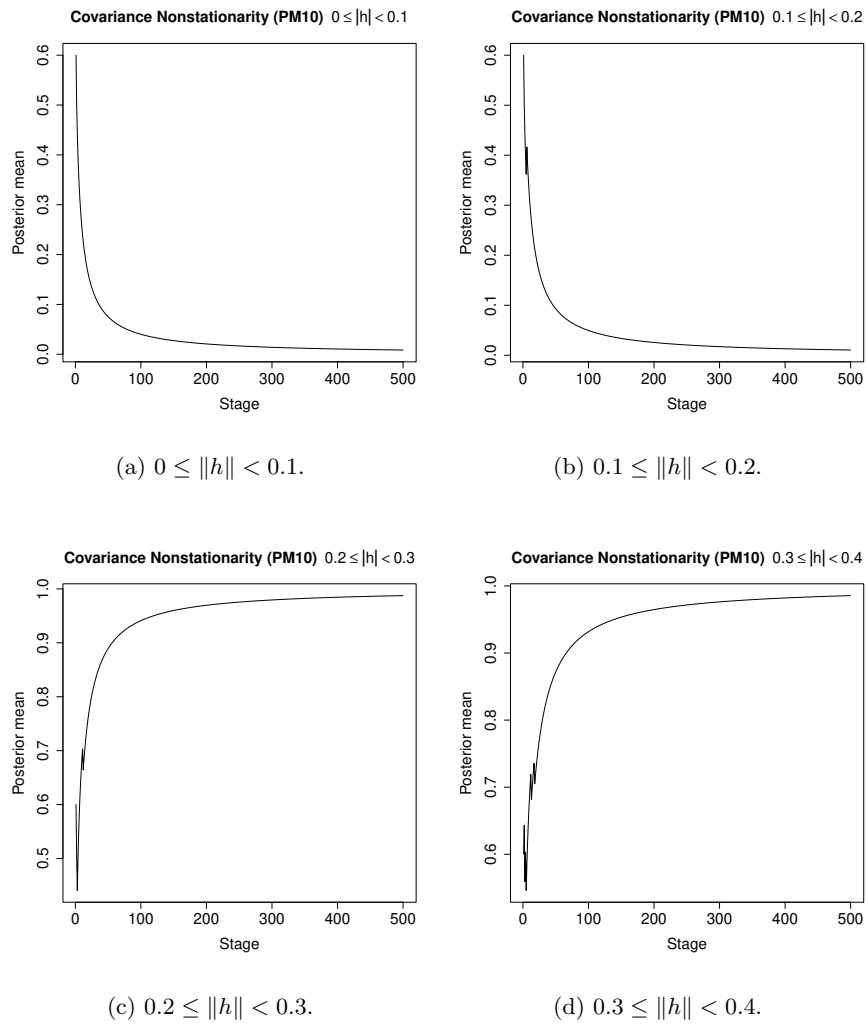 Covariance Nonstationarity (PM10) 0 ≤ |h| < 0.1
Posterior mean
0.0 0.1 0.2 0.3 0.4 0.5 0.6
0 100 200 300 400 500
Stage
(a) 0 ≤ ‖h‖ < 0.1.
Covariance Nonstationarity (PM10) 0.1 ≤ |h| < 0.2
Posterior mean
0.0 0.1 0.2 0.3 0.4 0.5 0.6
0 100 200 300 400 500
Stage
(b) 0.1 ≤ ‖h‖ < 0.2.
Covariance Nonstationarity (PM10) 0.2 ≤ |h| < 0.3
Posterior mean
0.5 0.6 0.7 0.8 0.9 1.0
0 100 200 300 400 500
Stage
(c) 0.2 ≤ ‖h‖ < 0.3.
Covariance Nonstationarity (PM10) 0.3 ≤ |h| < 0.4
Posterior mean
0.6 0.7 0.8 0.9 1.0
0 100 200 300 400 500
Stage
(d) 0.3 ≤ ‖h‖ < 0.4.